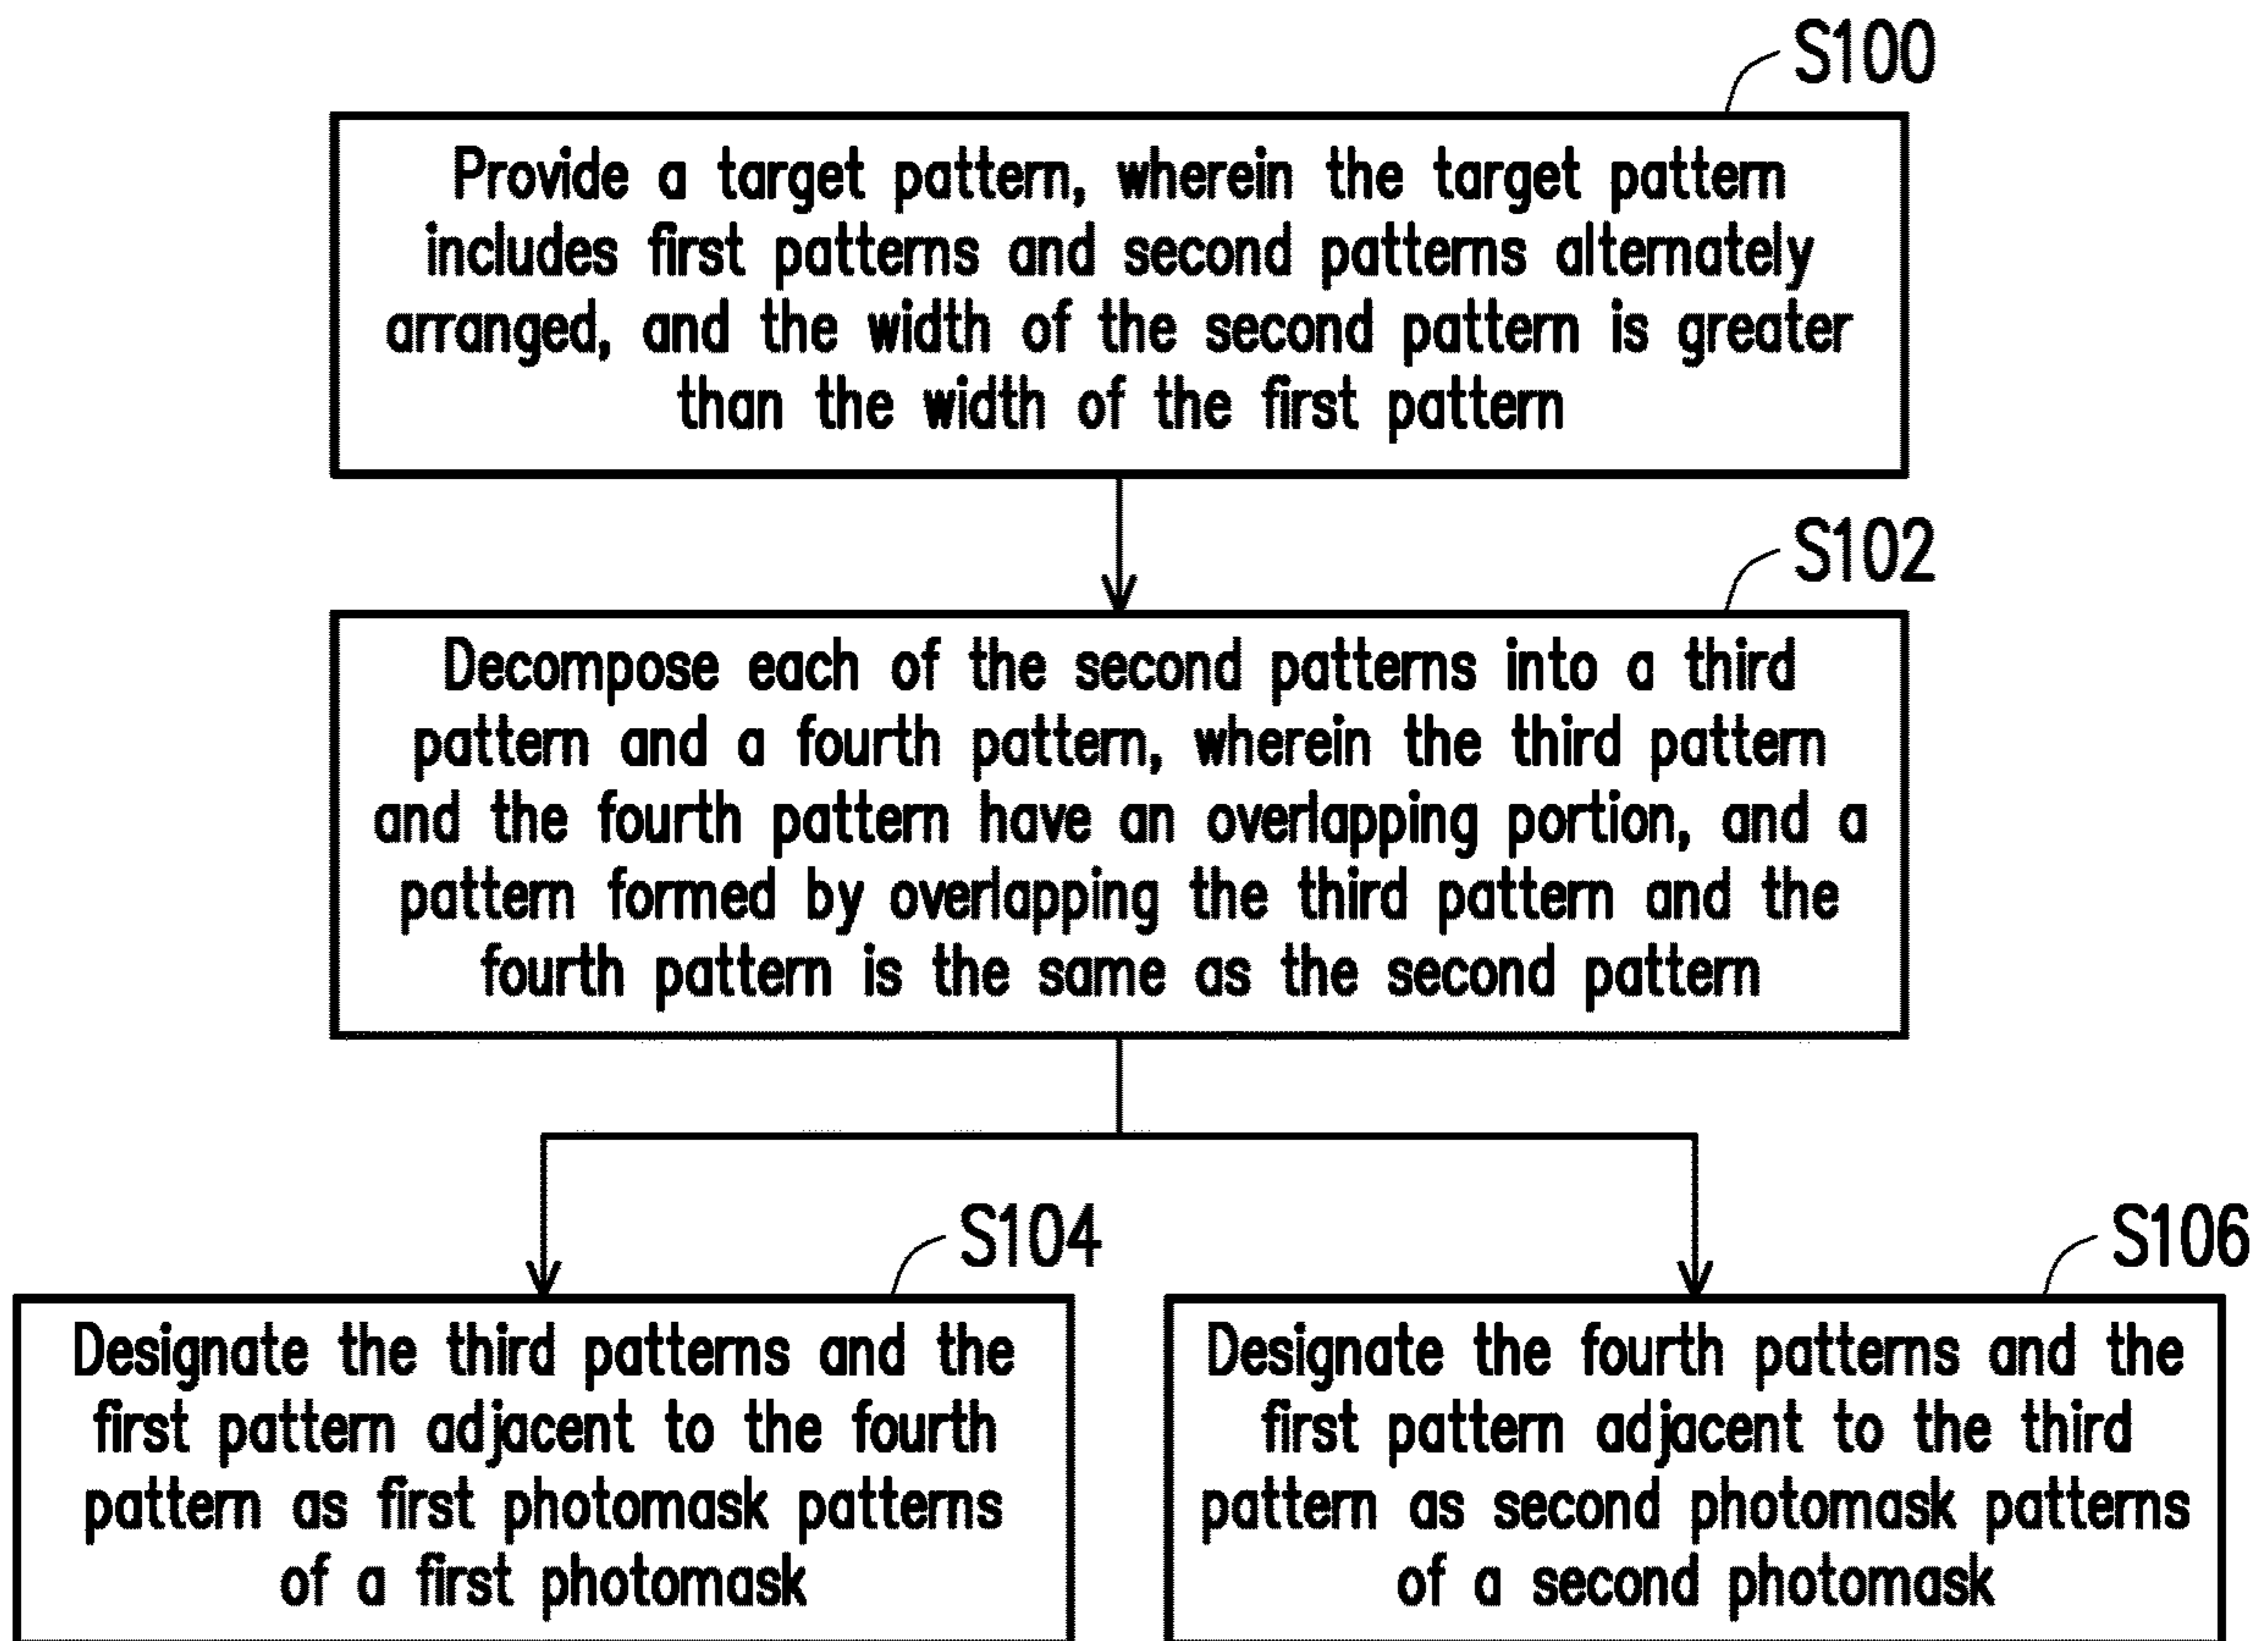 S100
Provide a target pattern, wherein the target pattern
includes first patterns and second patterns alternately
arranged, and the width of the second pattern is greater
than the width of the first pattern
S102
Decompose each of the second patterns into a third
pattern and a fourth pattern, wherein the third pattern
and the fourth pattern have an overlapping portion, and a
pattern formed by overlapping the third pattern and the
fourth pattern is the same as the second pattern
S104
Designate the third patterns and the
first pattern adjacent to the fourth
pattern as first photomask patterns
of a first photomask
S106
Designate the fourth patterns and the
first pattern adjacent to the third
pattern as second photomask patterns
of a second photomask